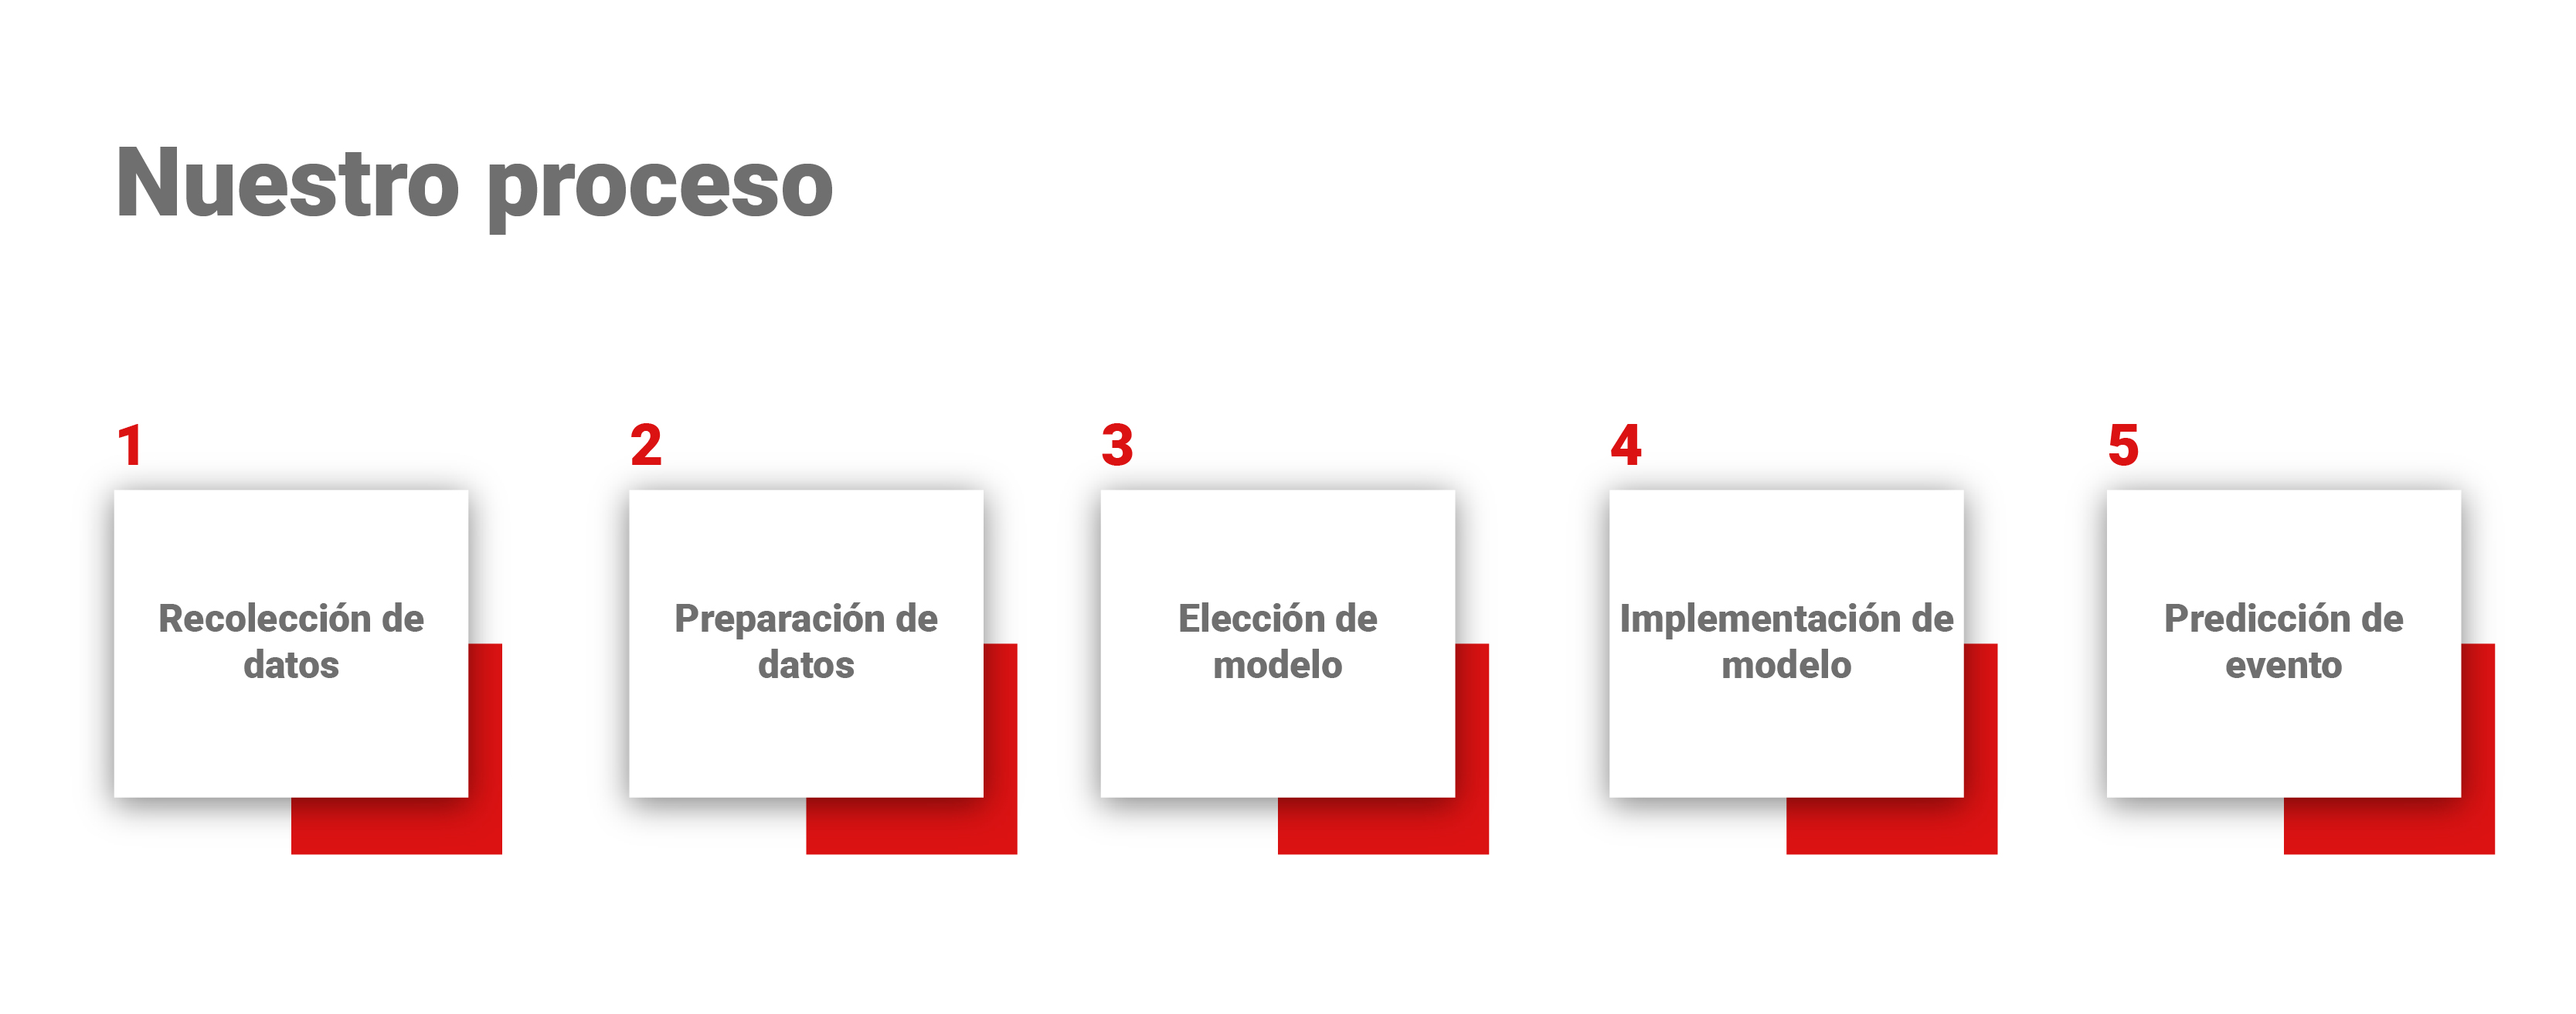 Nuestro proceso
1
Recolección de
datos
2
Preparación de
datos
3
Elección de
modelo
4
Implementación de
modelo
5
Predicción de
evento